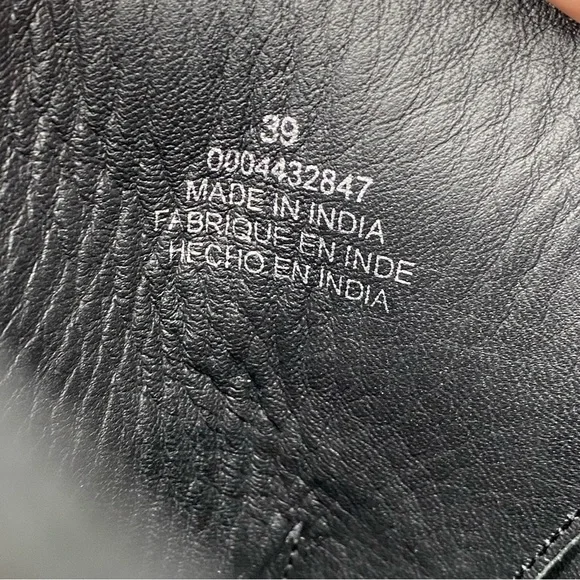 39
0004432847
MADE IN INDIA
FABRIQUE EN INDE
HECHO EN INDIA